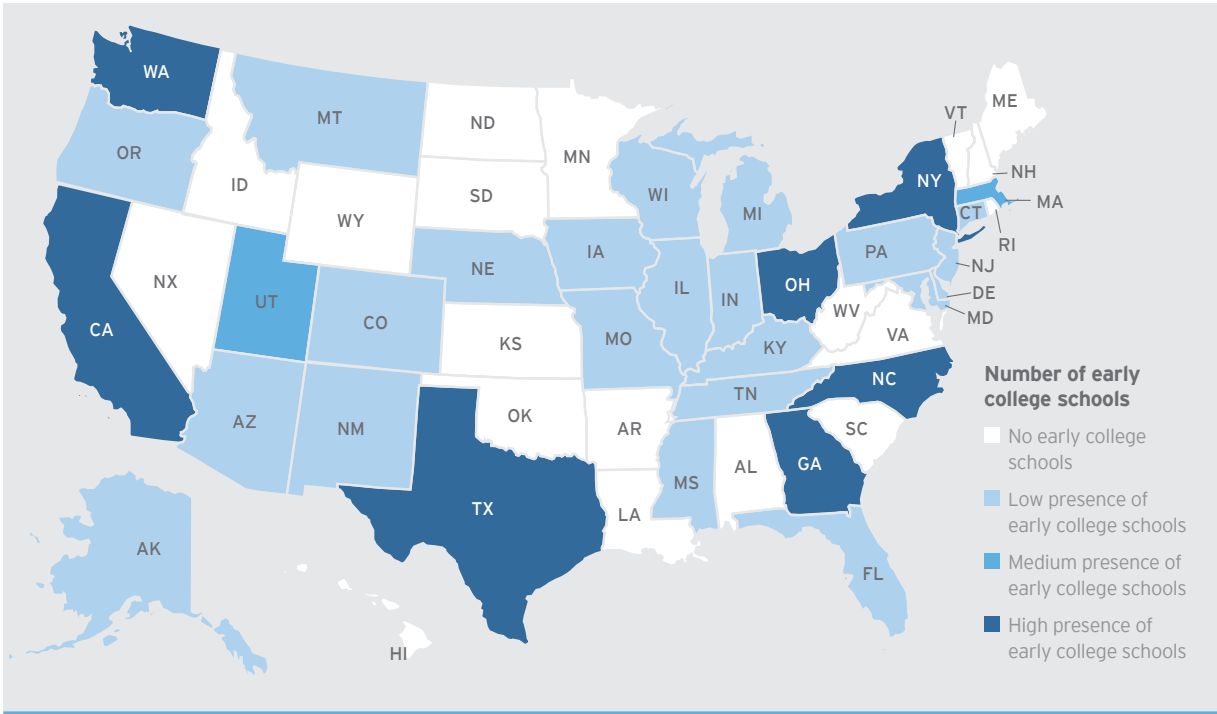 WA
MT
ND
MN
VT
ME
OR
ID
SD
WI
MI
NY
NH
MA
WY
CT
RI
IA
PA
NX
NE
NJ
UT
IL
IN
OH
DE
CA
CO
WV
MD
MO
KY
VA
KS
NC
Number of early
college schools
AZ
NM
OK
TN
AR
SC
No early college
schools
AL
GA
MS
TX
LA
Low presence of
early college schools
AK
FL
Medium presence of
early college schools
HI
High presence of
early college schools